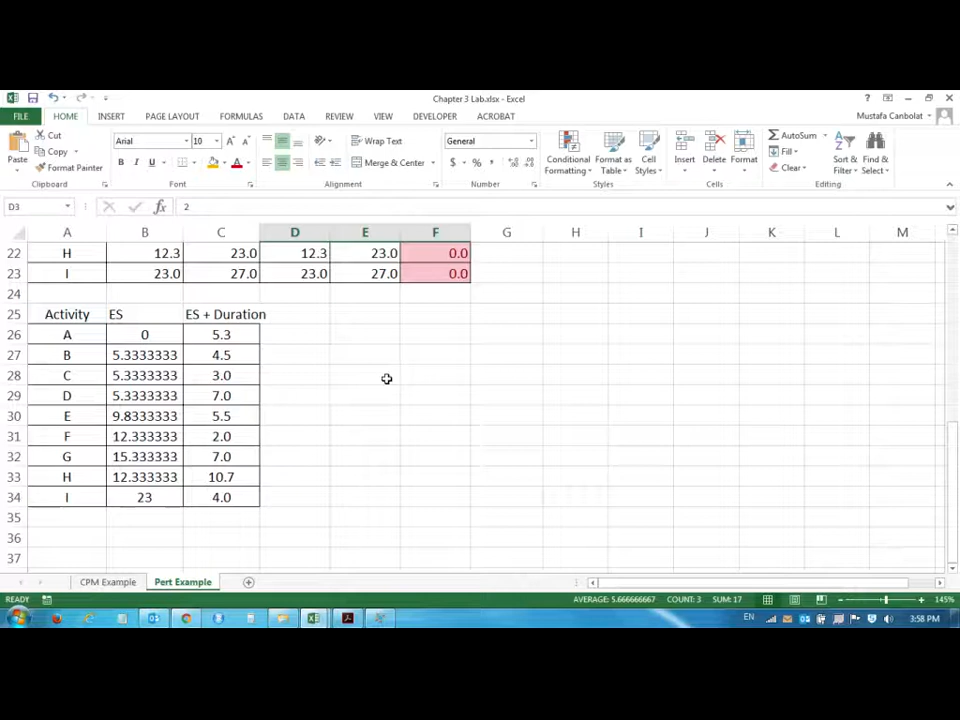 Chapter 3 Lab.xlsx - Excel
FILE HOME INSERT PAGE LAYOUT FORMULAS DATA REVIEW VIEW DEVELOPER ACROBAT Mustafa Canbolat
Paste Cut Copy Format Painter Clipboard
Arial 10 B I U A Font
Wrap Text Merge & Center Alignment
General $ % , Number
Conditional Formatting Format as Table Cell Styles Styles
Insert Delete Format Cells
AutoSum Fill Clear Sort & Filter Find & Select Editing
D3 fx 2
A B C D E F G H I J K L M
22 H 12.3 23.0 12.3 23.0 0.0
23 I 23.0 27.0 23.0 27.0 0.0
24
25 Activity ES ES + Duration
26 A 0 5.3
27 B 5.3333333 4.5
28 C 5.3333333 3.0
29 D 5.3333333 7.0
30 E 9.8333333 5.5
31 F 12.333333 2.0
32 G 15.333333 7.0
33 H 12.333333 10.7
34 I 23 4.0
35
36
37
CPM Example Pert Example
READY AVERAGE: 5.666666667 COUNT: 3 SUM: 17 145%
EN 3:58 PM